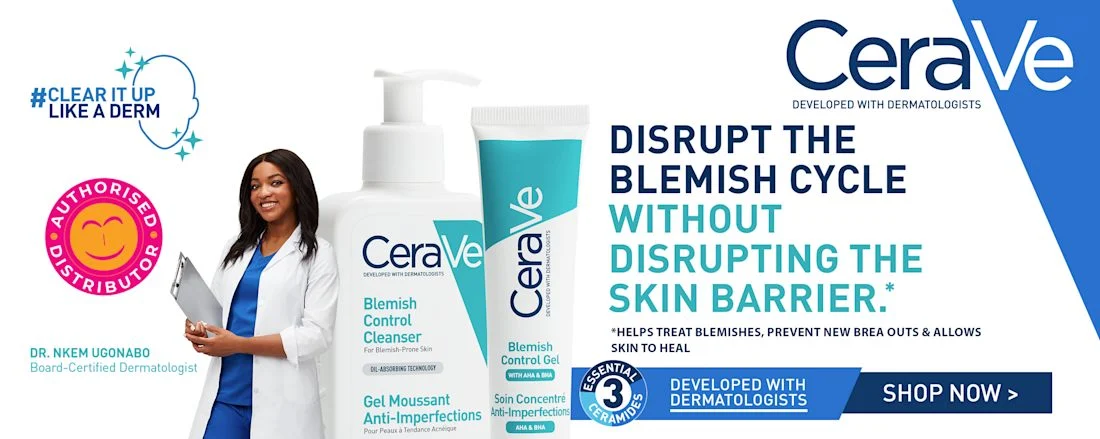 #CLEAR IT UP
LIKE A DERM
AUTHORISED
DISTRIBUTOR
DR. NKEM UGONABO
Board-Certified Dermatologist
CeraVe
DEVELOPED WITH DERMATOLOGISTS
Blemish
Control
Cleanser
For Blemish-Prone Skin
OIL-ABSORBING TECHNOLOGY
Gel Moussant
Anti-Imperfections
Pour Peaux à Tendance Acnéique
CeraVe
DEVELOPED WITH DERMATOLOGISTS
Blemish
Control Gel
WITH AHA & BHA
Soin Concentré
Anti-Imperfections
AHA & BHA
CeraVe
DEVELOPED WITH DERMATOLOGISTS
DISRUPT THE
BLEMISH CYCLE
WITHOUT
DISRUPTING THE
SKIN BARRIER.*
*HELPS TREAT BLEMISHES, PREVENT NEW BREA OUTS & ALLOWS
SKIN TO HEAL
ESSENTIAL
3
CERAMIDES
DEVELOPED WITH
DERMATOLOGISTS
SHOP NOW >